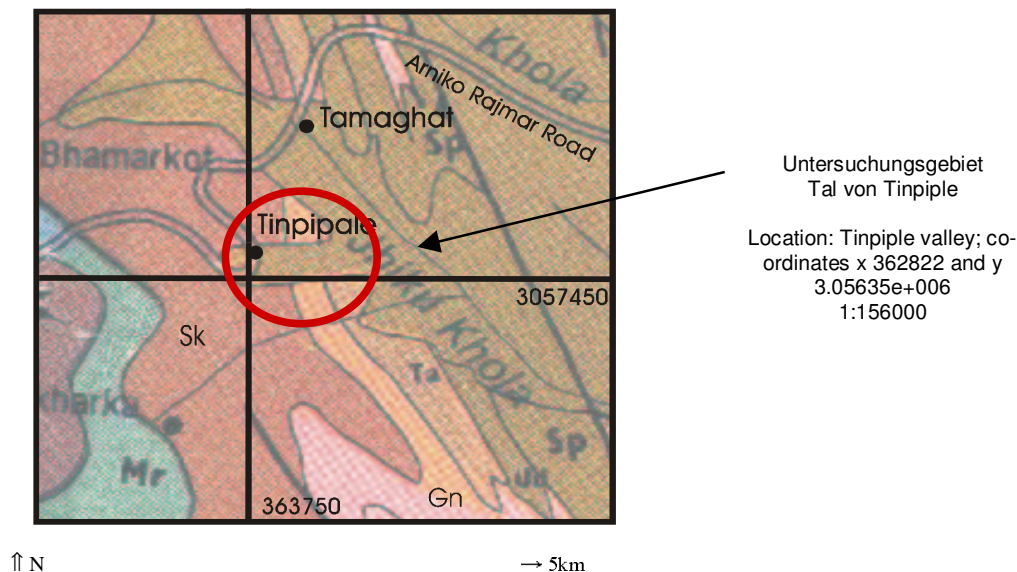 Khola
Arniko Rajmar Road
Tamaghat
Sp
Bhamarkot
Tinpipale
3057450
Sk
Khola
Ta
Sp
Mr
Ud
Gn
363750
Untersuchungsgebiet
Tal von Tinpiple
Location: Tinpiple valley; co-
ordinates x 362822 and y
3.05635e+006
1:156000
⇑ N
→ 5km